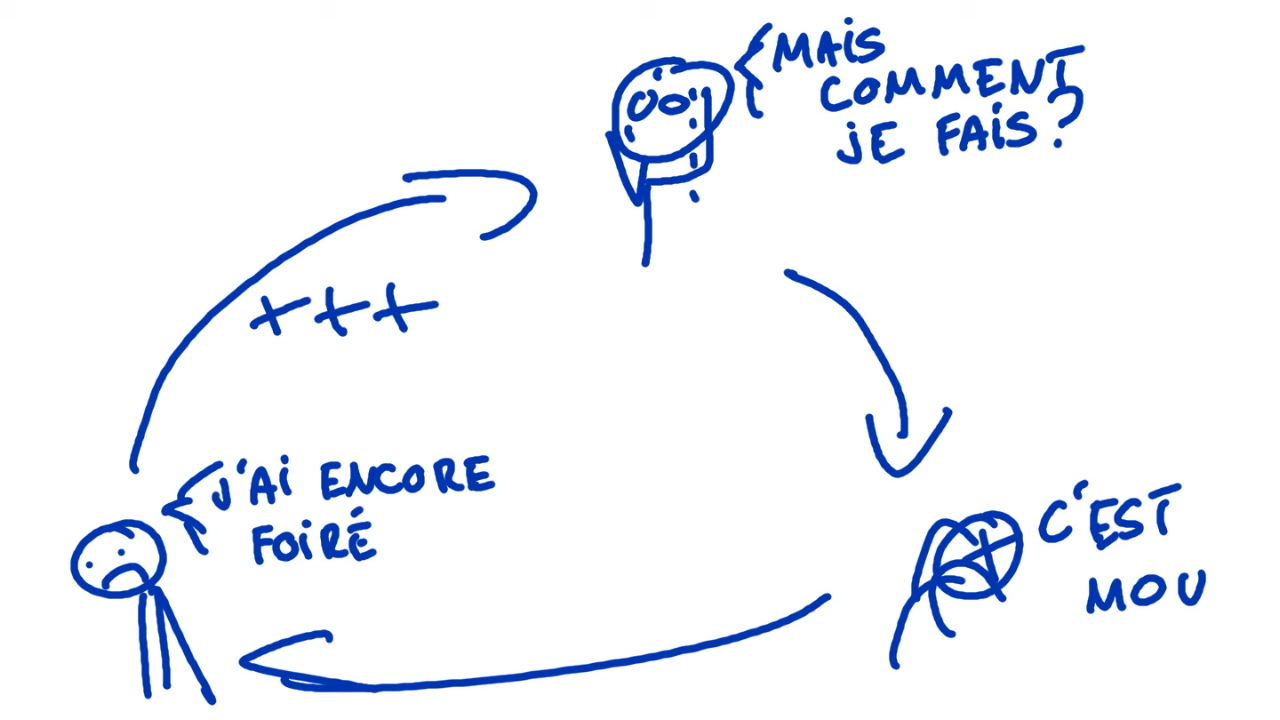 MAiS
COMMENT
JE FAiS ?
+++
J'Ai ENCORE
FOiRÉ
C'EST
MOU